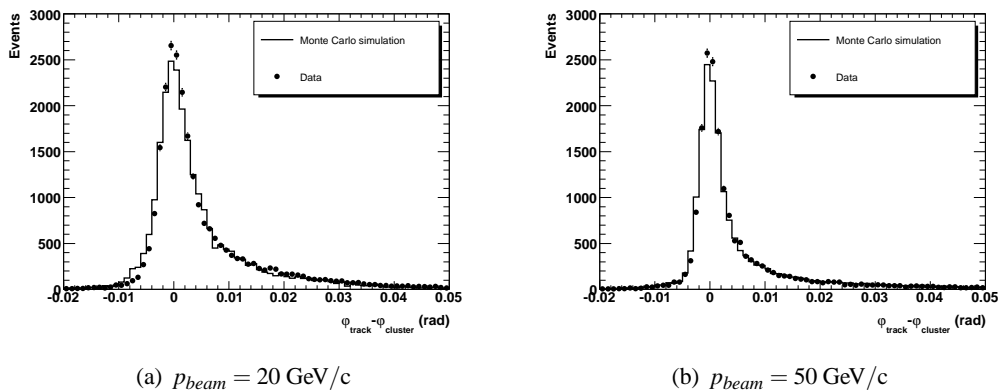 Events
3000
2500
2000
1500
1000
500
0
-0.02 -0.01 0 0.01 0.02 0.03 0.04 0.05
φtrack-φcluster (rad)
Monte Carlo simulation
Data
(a) pbeam = 20 GeV/c
Events
3000
2500
2000
1500
1000
500
0
-0.02 -0.01 0 0.01 0.02 0.03 0.04 0.05
φtrack-φcluster (rad)
Monte Carlo simulation
Data
(b) pbeam = 50 GeV/c